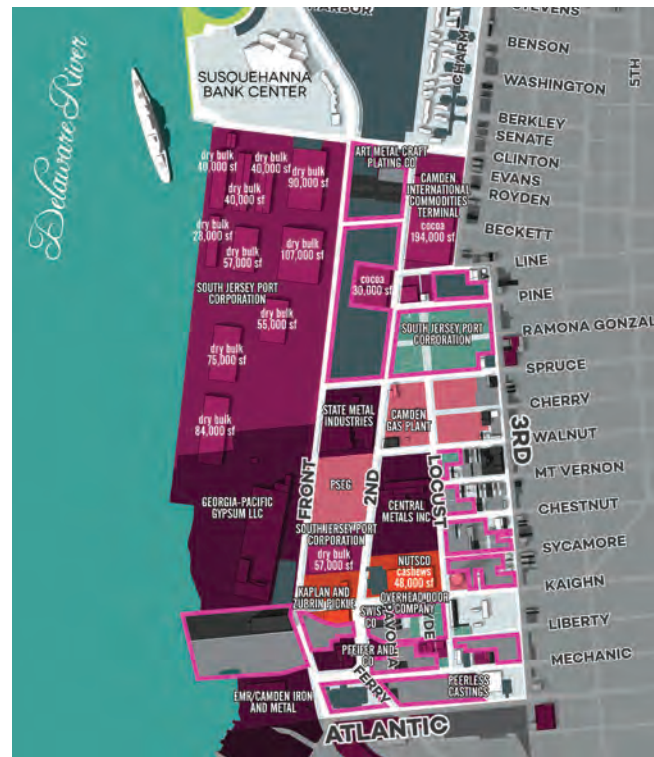 HARBOR
STEVENS
BENSON
CHARM
5TH
SUSQUEHANNA
BANK CENTER
WASHINGTON
Delaware River
BERKLEY
SENATE
ART METAL CRAFT
PLATING CO
CLINTON
EVANS
ROYDEN
dry bulk
40,000 sf
dry bulk
40,000 sf
dry bulk
90,000 sf
dry bulk
40,000 sf
CAMDEN
INTERNATIONAL
COMMODITIES
TERMINAL
cocoa
194,000 sf
BECKETT
dry bulk
28,000 sf
dry bulk
57,000 sf
dry bulk
107,000 sf
LINE
SOUTH JERSEY PORT
CORPORATION
cocoa
30,000 sf
PINE
dry bulk
55,000 sf
SOUTH JERSEY PORT
CORPORATION
RAMONA GONZAL
dry bulk
75,000 sf
SPRUCE
dry bulk
84,000 sf
STATE METAL
INDUSTRIES
CAMDEN
GAS PLANT
CHERRY
WALNUT
3RD
FRONT
2ND
LOCUST
MT VERNON
PSEG
GEORGIA-PACIFIC
GYPSUM LLC
CENTRAL
METALS INC
CHESTNUT
SOUTH JERSEY PORT
CORPORATION
dry bulk
57,000 sf
SYCAMORE
NUTSCO
cashews
48,000 sf
KAIGHN
KAPLAN AND
ZUBRIN PICKLE
OVERHEAD DOOR
COMPANY
SWIS
CO
LIBERTY
PFEIFER AND
CO
MECHANIC
FERRY
PEERLESS
CASTINGS
EMR/CAMDEN IRON
AND METAL
ATLANTIC